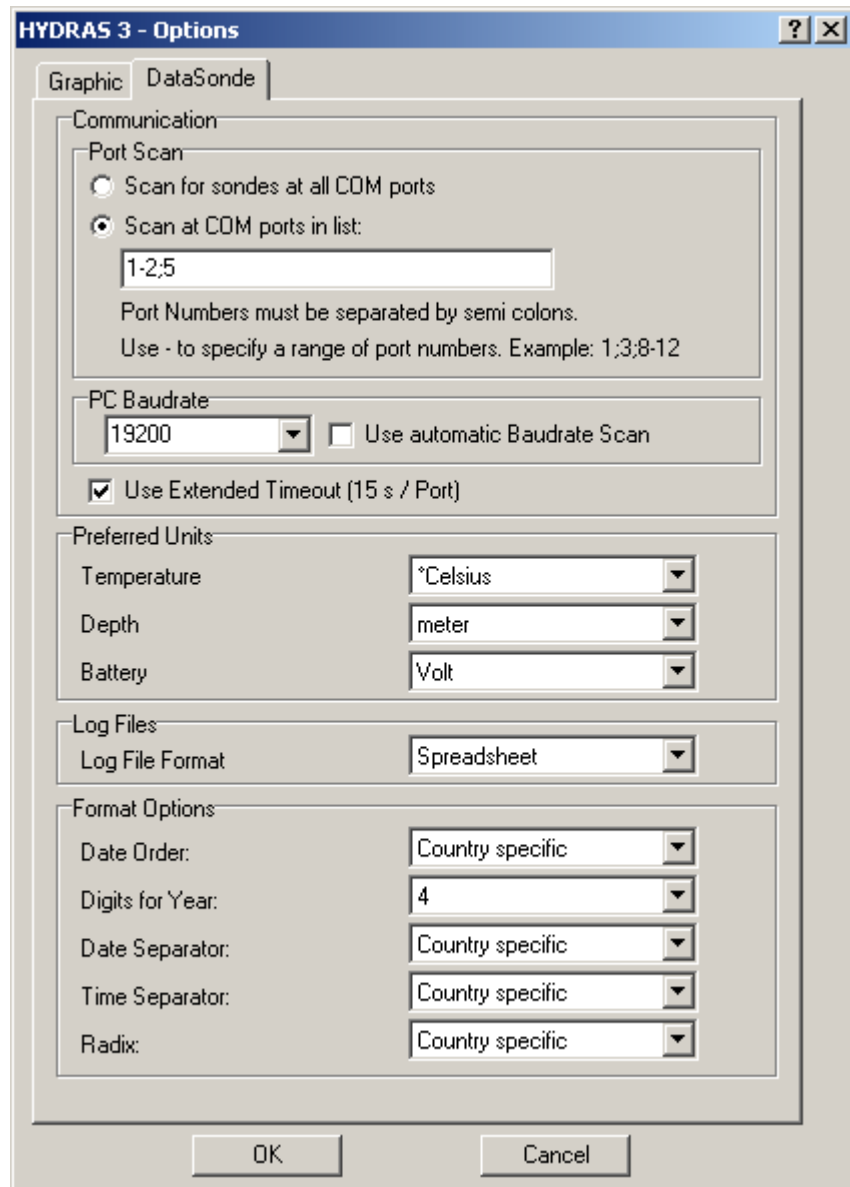 HYDRAS 3 - Options
Graphic DataSonde
Communication
Port Scan
Scan for sondes at all COM ports
Scan at COM ports in list:
1-2;5
Port Numbers must be separated by semi colons.
Use - to specify a range of port numbers. Example: 1;3;8-12
PC Baudrate
19200 Use automatic Baudrate Scan
Use Extended Timeout (15 s / Port)
Preferred Units
Temperature °Celsius
Depth meter
Battery Volt
Log Files
Log File Format Spreadsheet
Format Options
Date Order: Country specific
Digits for Year: 4
Date Separator: Country specific
Time Separator: Country specific
Radix: Country specific
OK Cancel